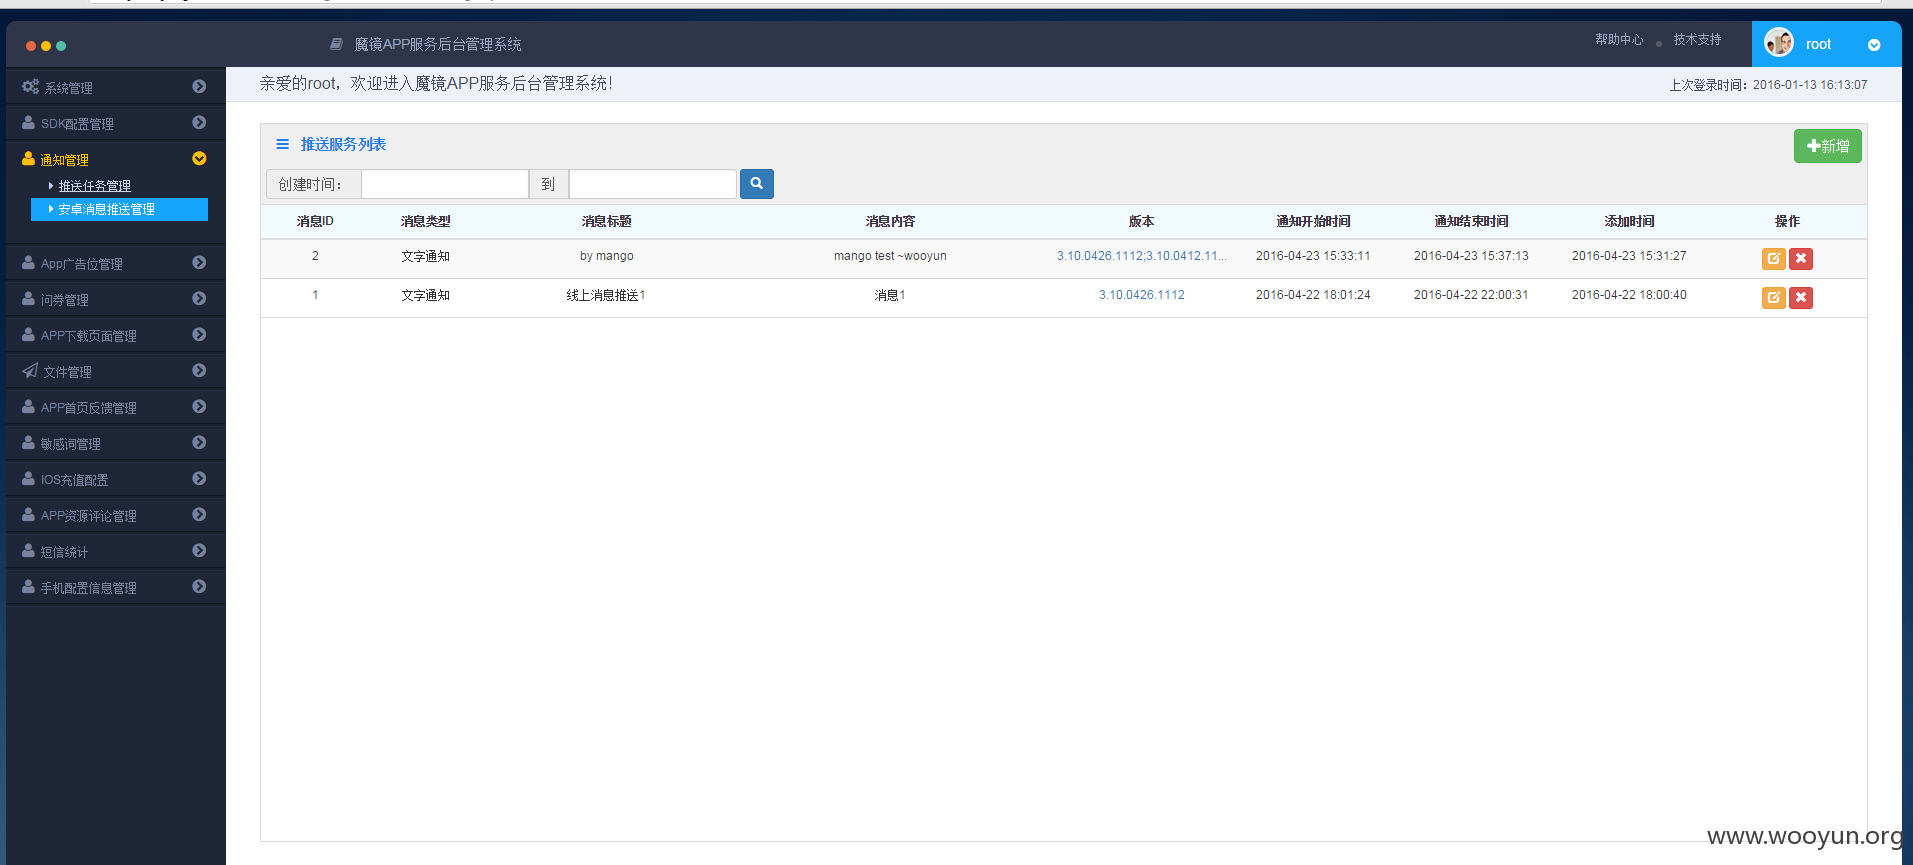 魔镜APP服务后台管理系统
帮助中心
技术支持
root
亲爱的root，欢迎进入魔镜APP服务后台管理系统!
上次登录时间：2016-01-13 16:13:07
系统管理
SDK配置管理
通知管理
推送任务管理
安卓消息推送管理
App广告位管理
问券管理
APP下载页面管理
文件管理
APP首页反馈管理
敏感词管理
IOS充值配置
APP资源评论管理
短信统计
手机配置信息管理
推送服务列表
新增
创建时间： 到
消息ID 消息类型 消息标题 消息内容 版本 通知开始时间 通知结束时间 添加时间 操作
2 文字通知 by mango mango test ~wooyun 3.10.0426.1112;3.10.0412.11... 2016-04-23 15:33:11 2016-04-23 15:37:13 2016-04-23 15:31:27
1 文字通知 线上消息推送1 消息1 3.10.0426.1112 2016-04-22 18:01:24 2016-04-22 22:00:31 2016-04-22 18:00:40
www.wooyun.org